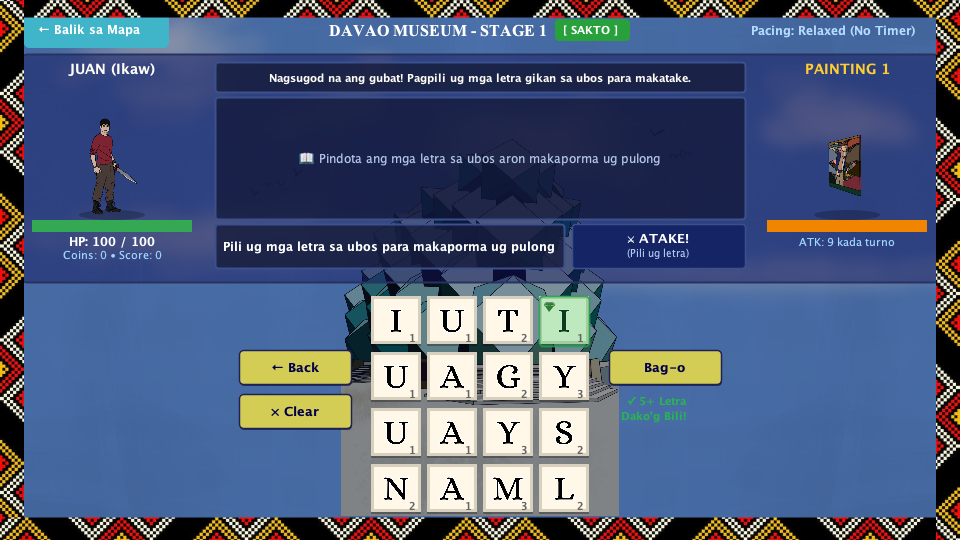 ← Balik sa Mapa
DAVAO MUSEUM - STAGE 1
[ SAKTO ]
Pacing: Relaxed (No Timer)
JUAN (Ikaw)
Nagsugod na ang gubat! Pagpili ug mga letra gikan sa ubos para makatake.
PAINTING 1
📖 Pindota ang mga letra sa ubos aron makaporma ug pulong
HP: 100 / 100
Coins: 0 • Score: 0
Pili ug mga letra sa ubos para makaporma ug pulong
⚔ ATAKE!
(Pili ug letra)
ATK: 9 kada turno
I 1 U 1 T 2 I 1
← Back
U 1 A 1 G 2 Y 3
Bag-o
× Clear
✓ 5+ Letra
Dako'g Bili!
U 1 A 1 Y 3 S 2
N 2 A 1 M 3 L 2